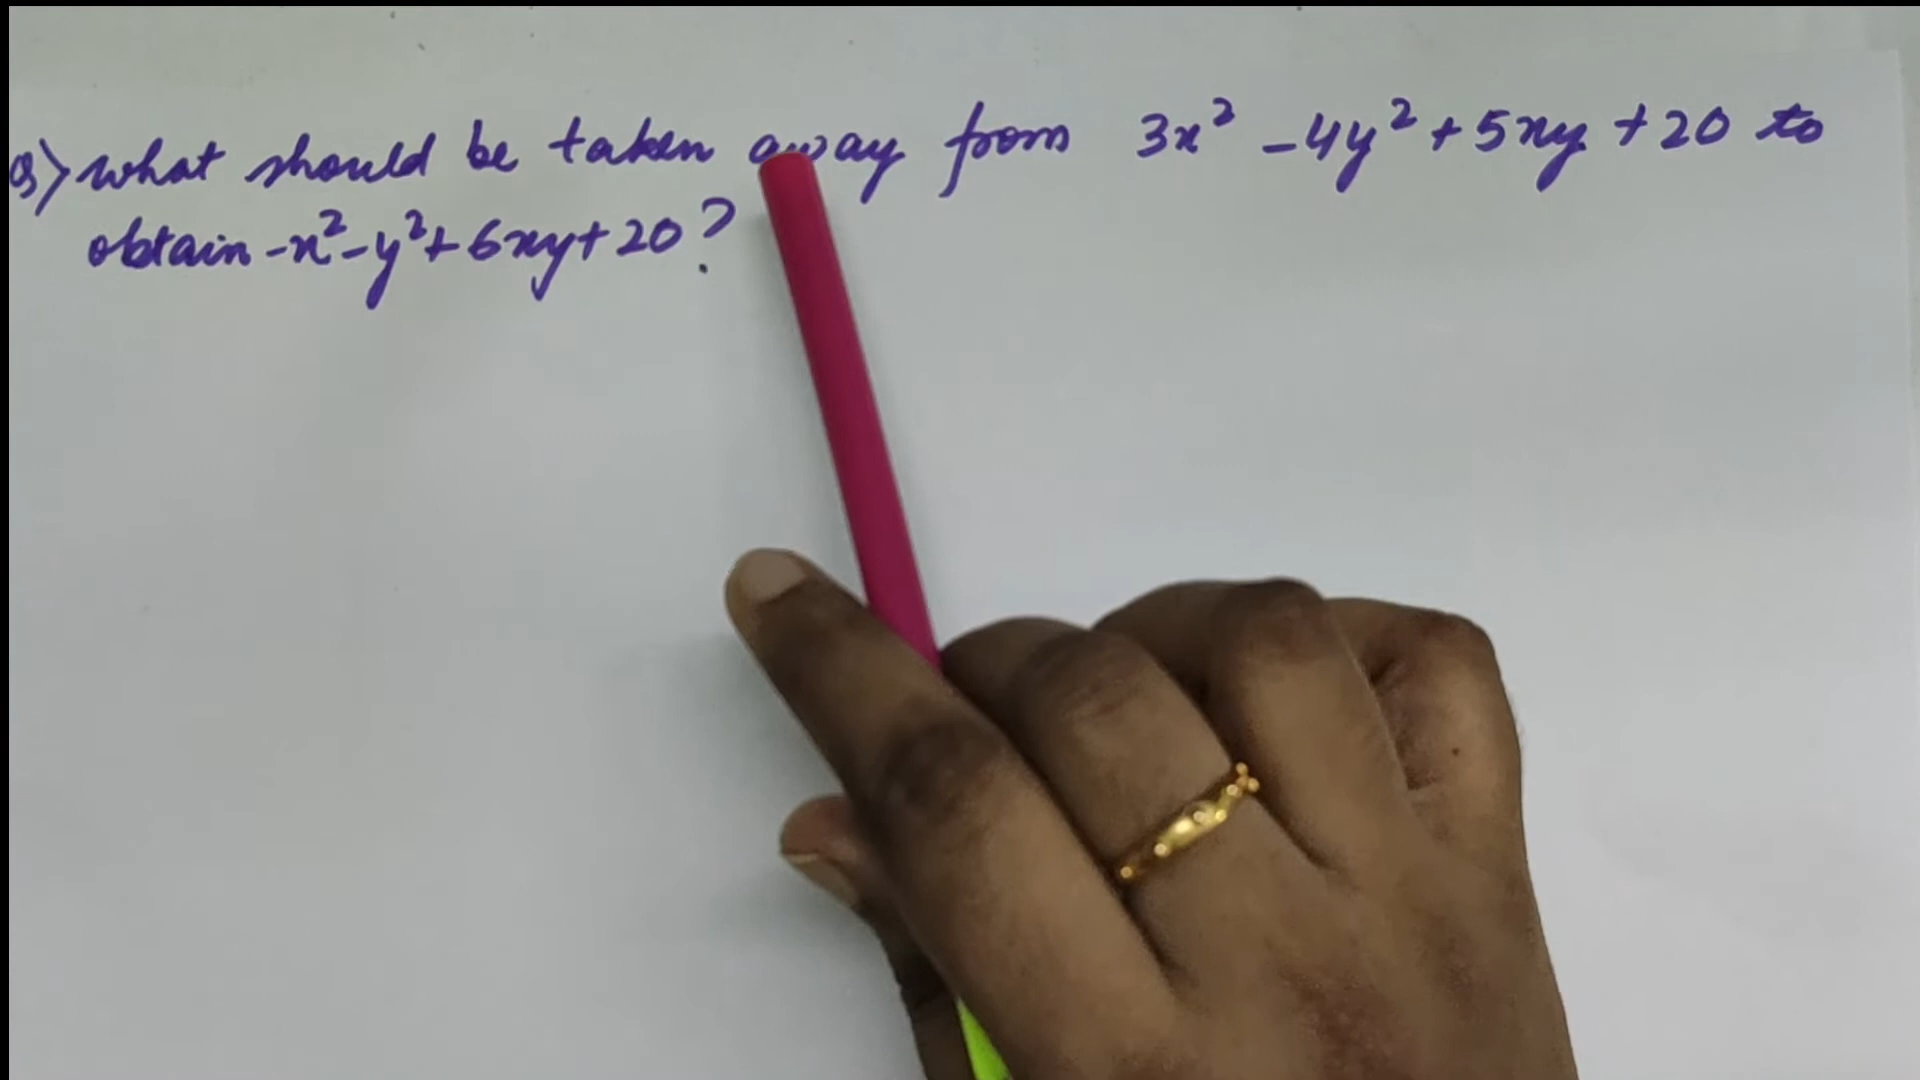 Q) what should be taken away from 3x² - 4y² + 5xy + 20 to
obtain -x² - y² + 6xy + 20?